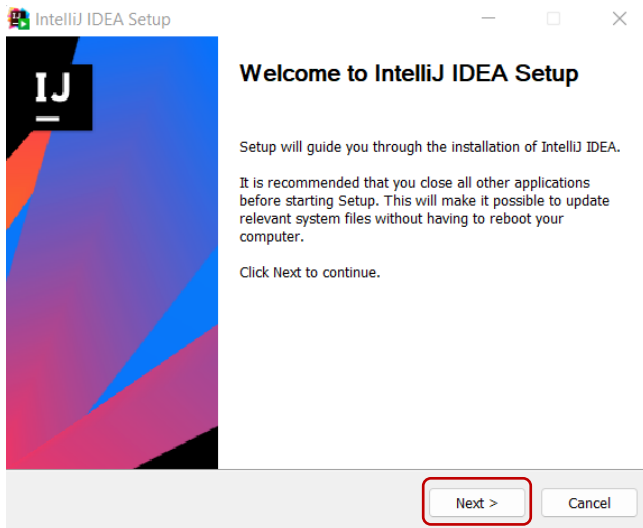 IntelliJ IDEA Setup
IJ
Welcome to IntelliJ IDEA Setup
Setup will guide you through the installation of IntelliJ IDEA.
It is recommended that you close all other applications
before starting Setup. This will make it possible to update
relevant system files without having to reboot your
computer.
Click Next to continue.
Next >
Cancel